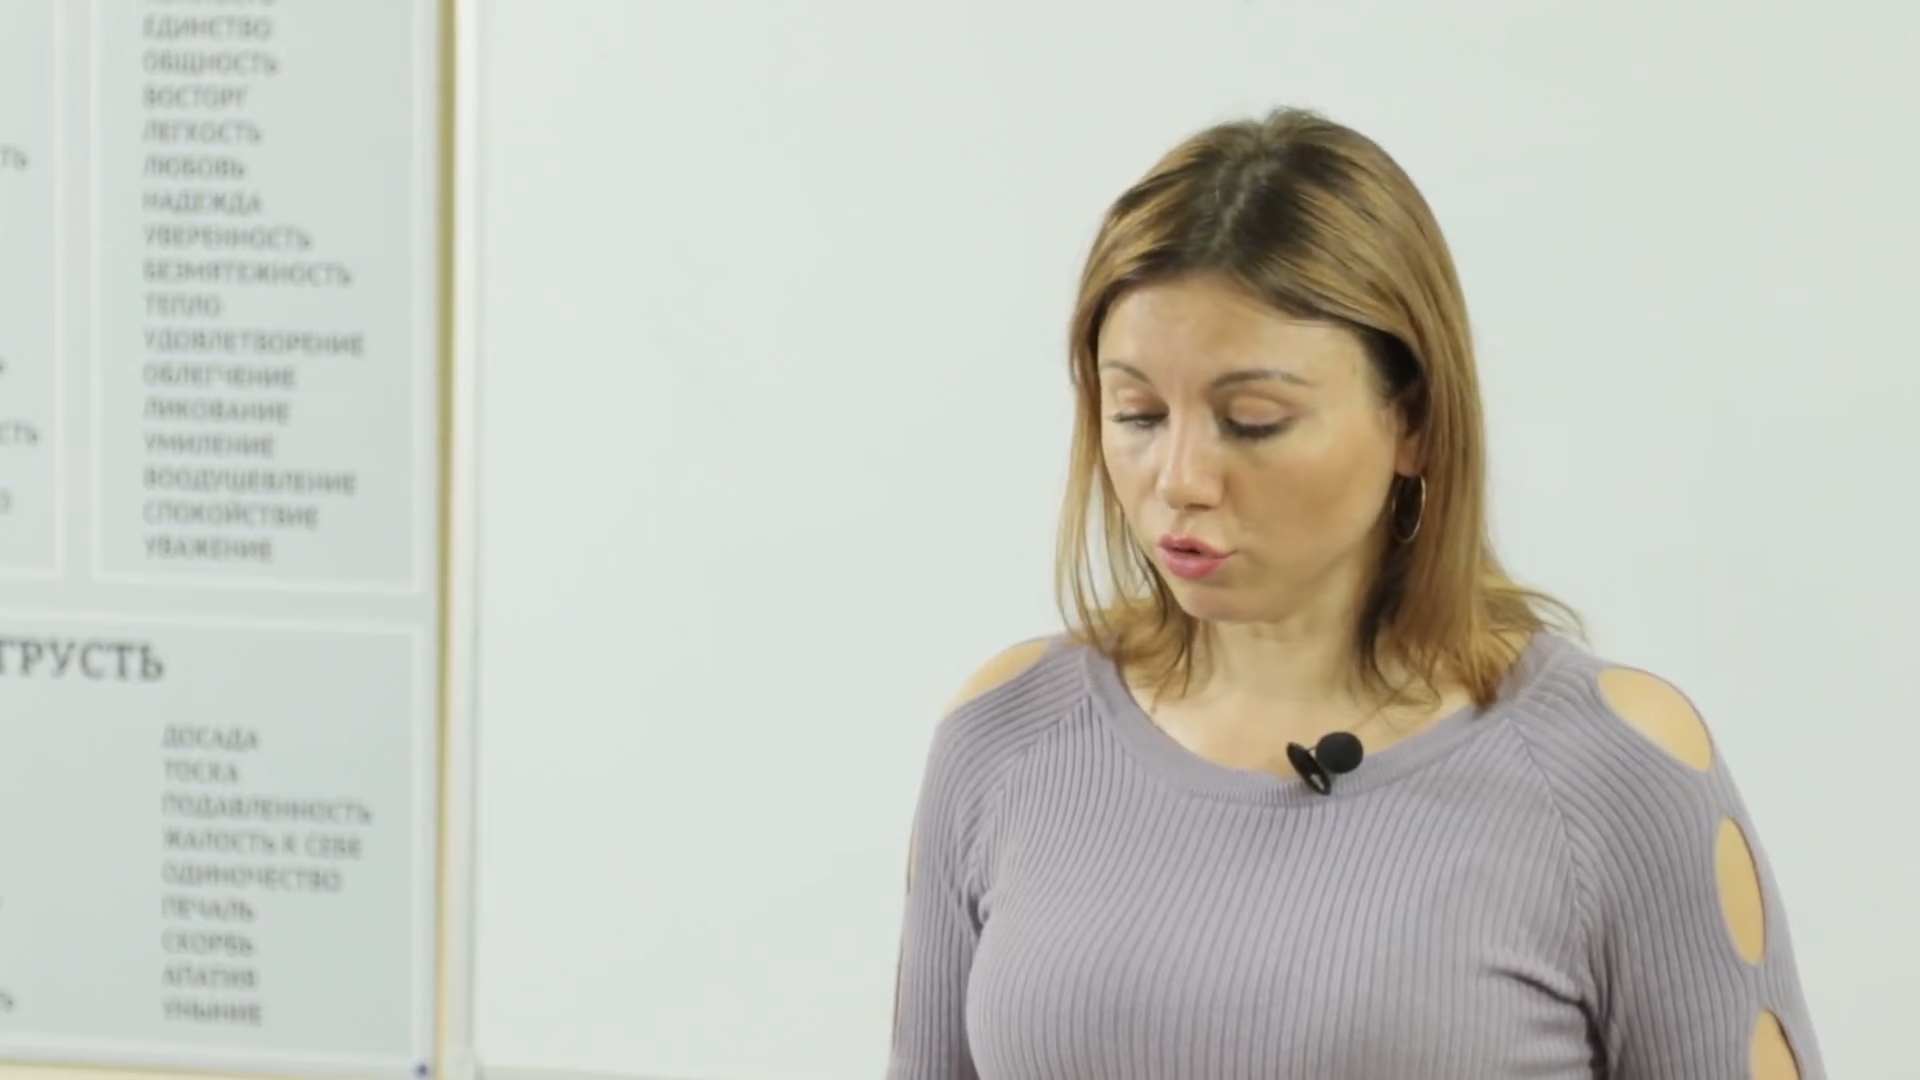 ЕДИНСТВО
ОБЩНОСТЬ
ВОСТОРГ
ЛЕГКОСТЬ
ЛЮБОВЬ
НАДЕЖДА
УВЕРЕННОСТЬ
БЕЗМЯТЕЖНОСТЬ
ТЕПЛО
УДОВЛЕТВОРЕНИЕ
ОБЛЕГЧЕНИЕ
ЛИКОВАНИЕ
УМИЛЕНИЕ
ВООДУШЕВЛЕНИЕ
СПОКОЙСТВИЕ
УВАЖЕНИЕ
ГРУСТЬ
ДОСАДА
ТОСКА
ПОДАВЛЕННОСТЬ
ЖАЛОСТЬ К СЕБЕ
ОДИНОЧЕСТВО
ПЕЧАЛЬ
СКОРБЬ
АПАТИЯ
УНЫНИЕ